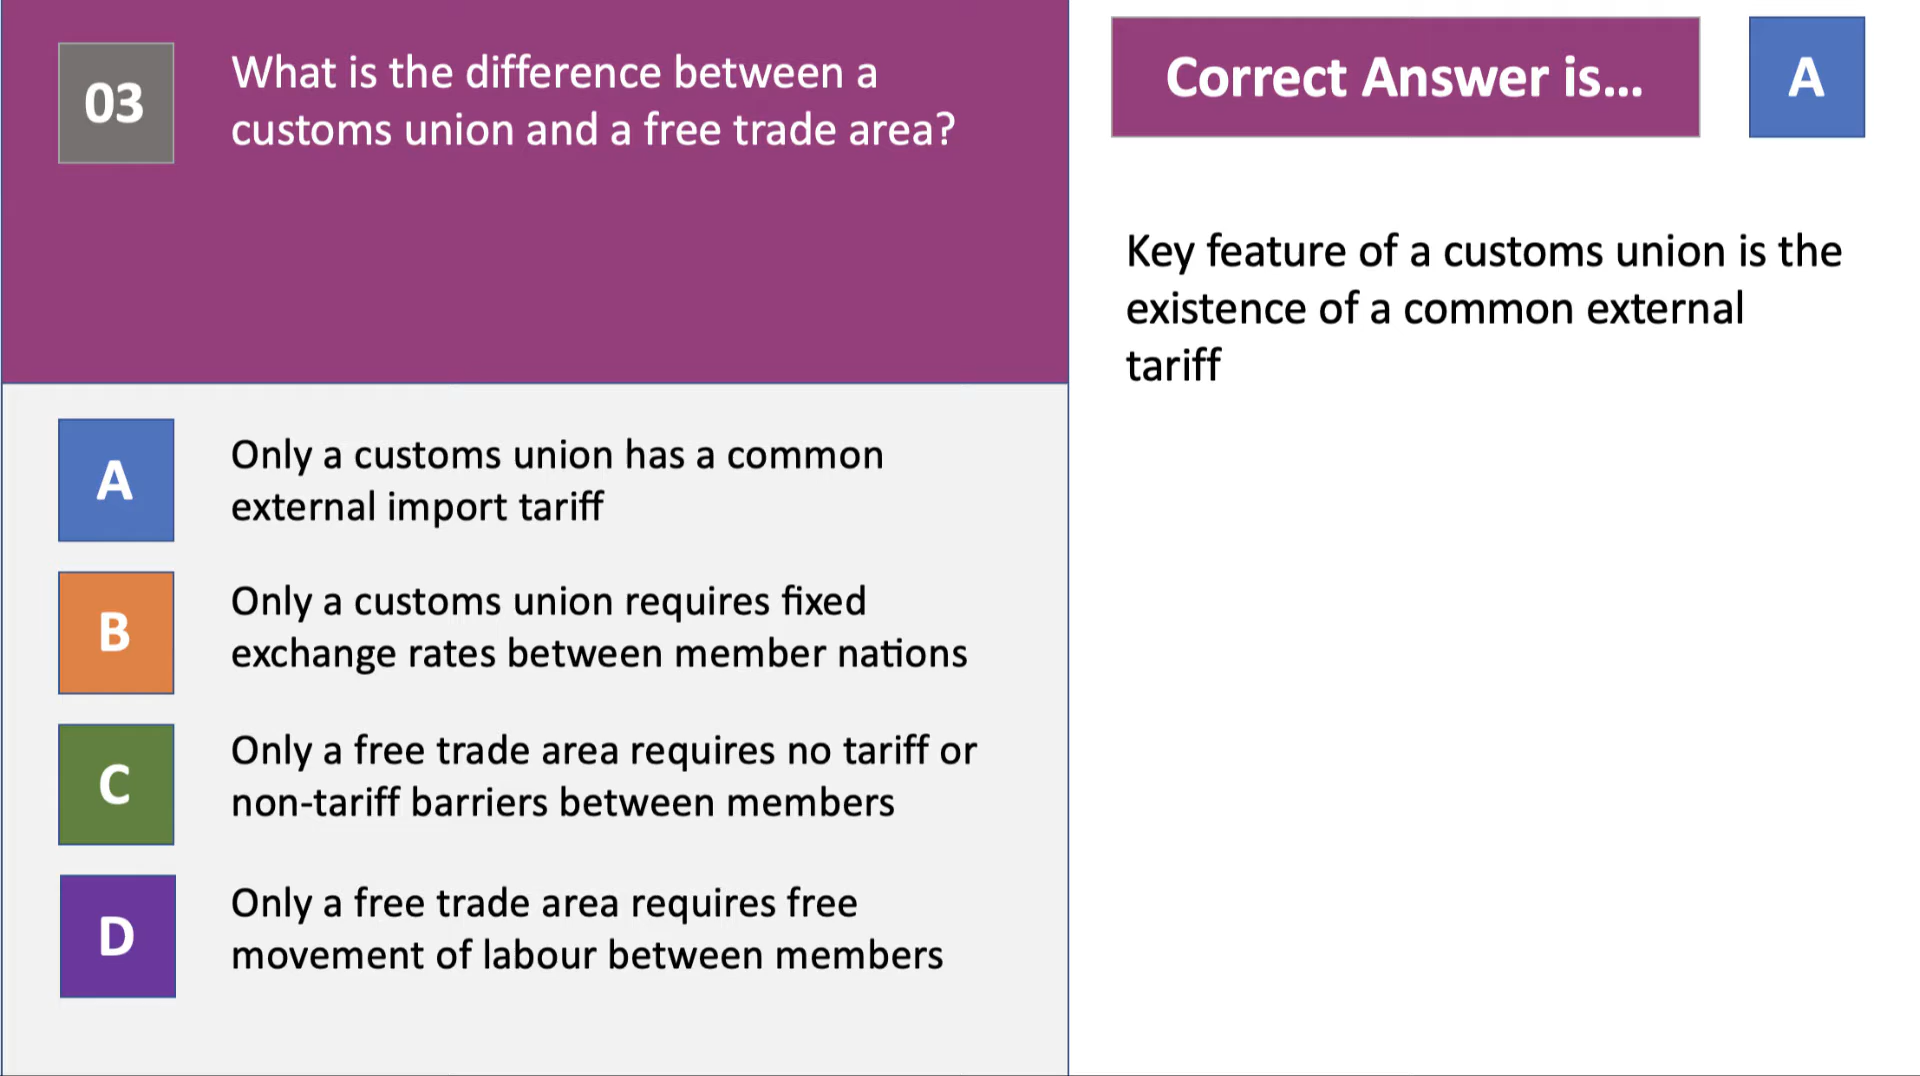 03
What is the difference between a
customs union and a free trade area?
A
Only a customs union has a common
external import tariff
B
Only a customs union requires fixed
exchange rates between member nations
C
Only a free trade area requires no tariff or
non-tariff barriers between members
D
Only a free trade area requires free
movement of labour between members
Correct Answer is...
A
Key feature of a customs union is the
existence of a common external
tariff